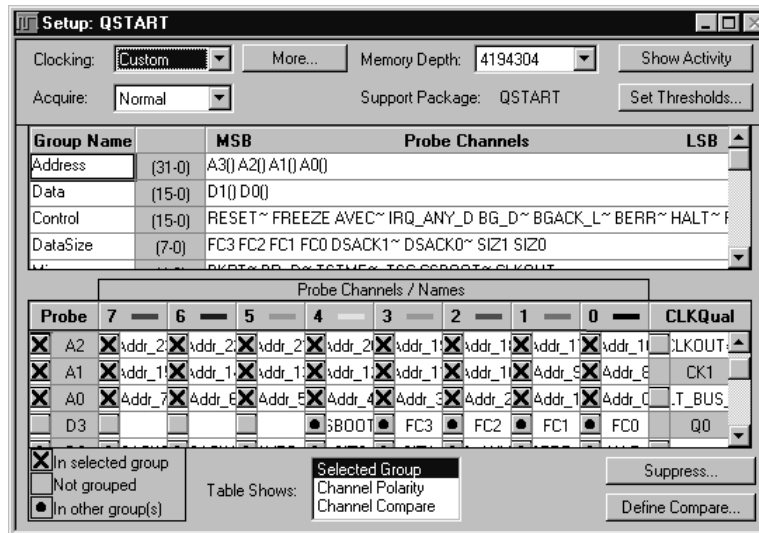 Setup: QSTART
Clocking: Custom More... Memory Depth: 4194304 Show Activity
Acquire: Normal Support Package: QSTART Set Thresholds...
Group Name MSB Probe Channels LSB
Address (31-0) A3() A2() A1() A0()
Data (15-0) D1() D0()
Control (15-0) RESET~ FREEZE AVEC~ IRQ_ANY_D BG_D~ BGACK_L~ BERR~ HALT~
DataSize (7-0) FC3 FC2 FC1 FC0 DSACK1~ DSACK0~ SIZ1 SIZ0
Probe Channels / Names
Probe 7 6 5 4 3 2 1 0 CLKQual
A2
A1 CK1
A0 Addr_7
D3 FC3 FC2 FC1 FC0 Q0
In selected group
Not grouped
In other group(s)
Table Shows: Selected Group
Channel Polarity
Channel Compare
Suppress...
Define Compare...